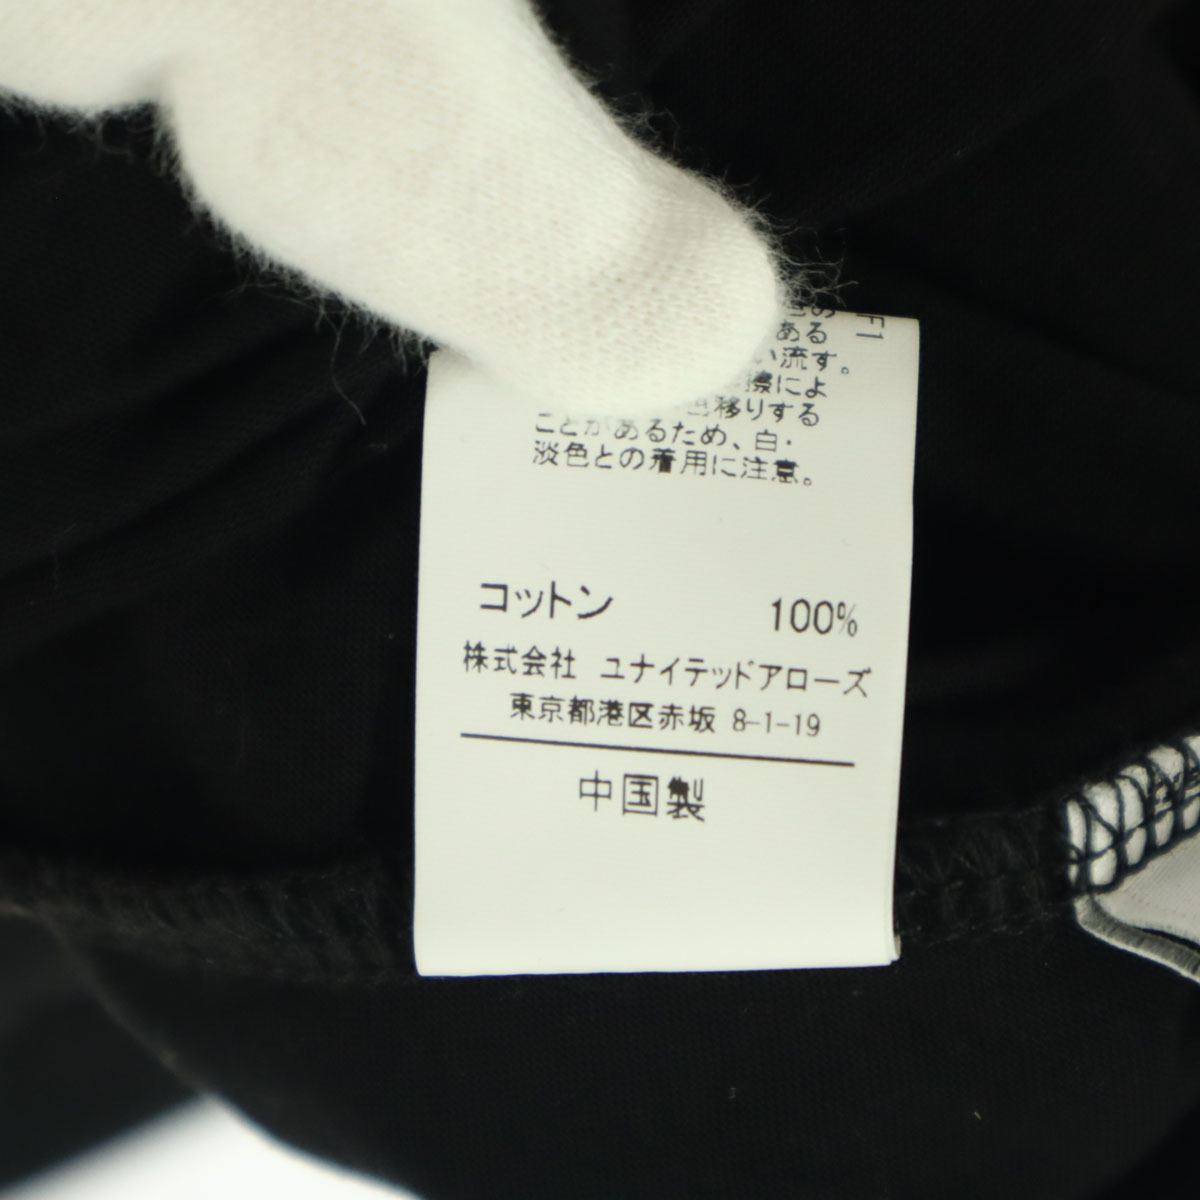 ある
い流す。
際によ
色移りする
ことがあるため、白・
淡色との着用に注意。
F1
コットン 100%
株式会社 ユナイテッドアローズ
東京都港区赤坂 8-1-19
中国製